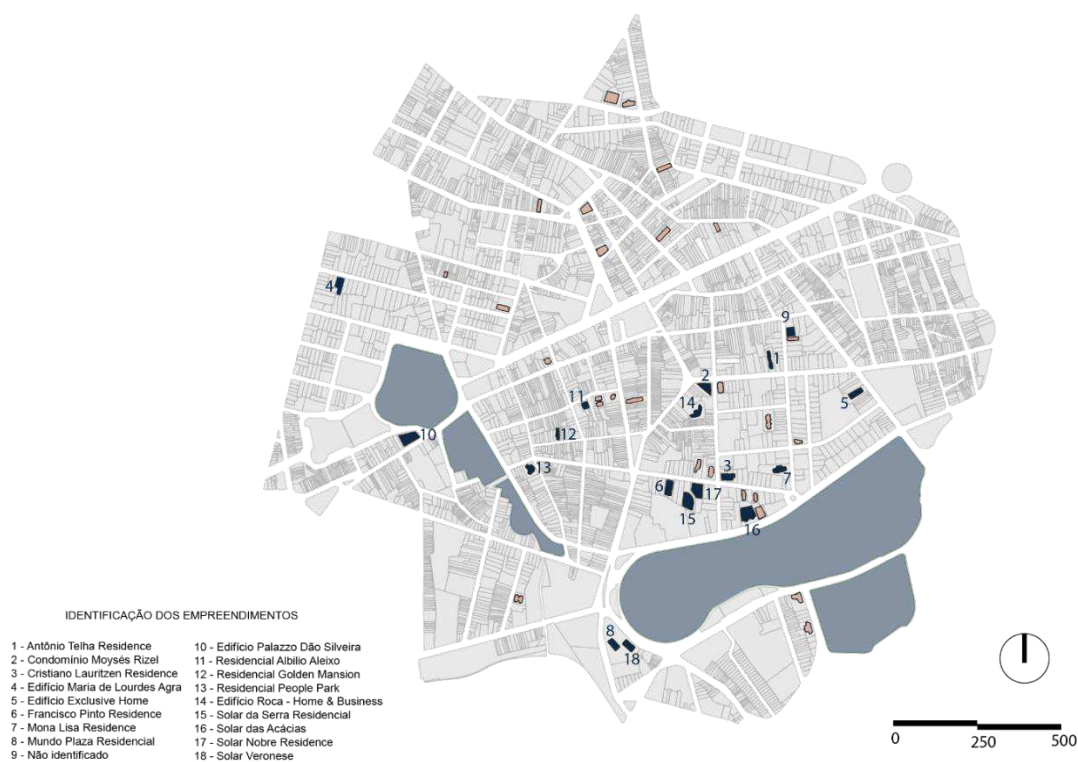 4
9
1
2
14
5
11
12
10
13
3
7
6
17
15
16
8
18
IDENTIFICAÇÃO DOS EMPREENDIMENTOS
1 - Antônio Telha Residence
2 - Condomínio Moysés Rizel
3 - Cristiano Lauritzen Residence
4 - Edifício Maria de Lourdes Agra
5 - Edifício Exclusive Home
6 - Francisco Pinto Residence
7 - Mona Lisa Residence
8 - Mundo Plaza Residencial
9 - Não identificado
10 - Edifício Palazzo Dão Silveira
11 - Residencial Albílio Aleixo
12 - Residencial Golden Mansion
13 - Residencial People Park
14 - Edifício Roca - Home & Business
15 - Solar da Serra Residencial
16 - Solar das Acácias
17 - Solar Nobre Residence
18 - Solar Veronese
0 250 500